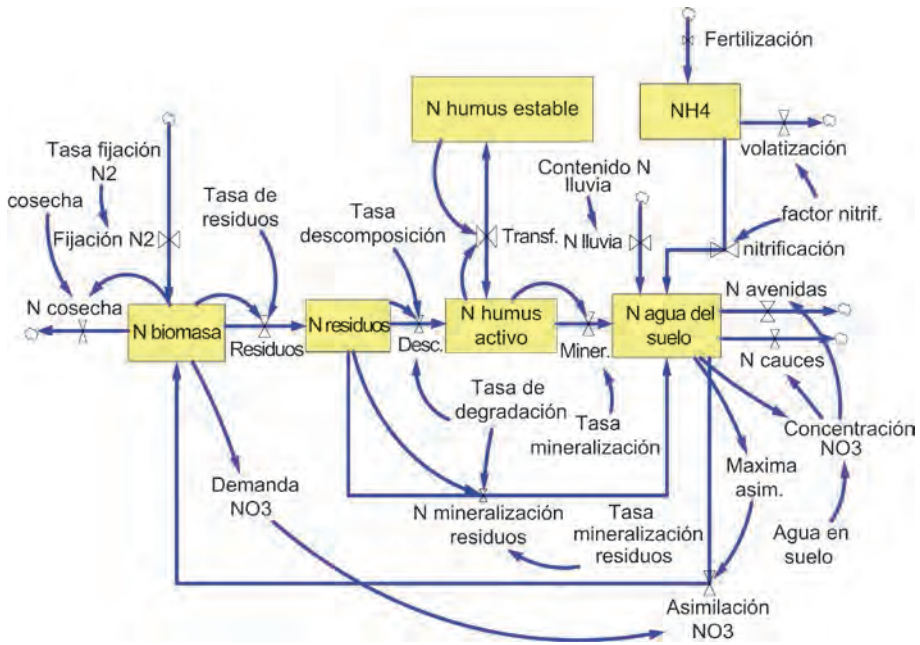 Fertilización
N humus estable
NH4
volatización
Tasa fijación
N2
Contenido N
lluvia
cosecha
Tasa de
residuos
Tasa
descomposición
factor nitrif.
Fijación N2
Transf.
N lluvia
nitrificación
N cosecha
N avenidas
N biomasa
Residuos
N residuos
Desc.
N humus
activo
Miner.
N agua del
suelo
N cauces
Tasa de
degradación
Tasa
mineralización
Concentración
NO3
Maxima
asim.
Demanda
NO3
N mineralización
residuos
Tasa
mineralización
residuos
Agua en
suelo
Asimilación
NO3